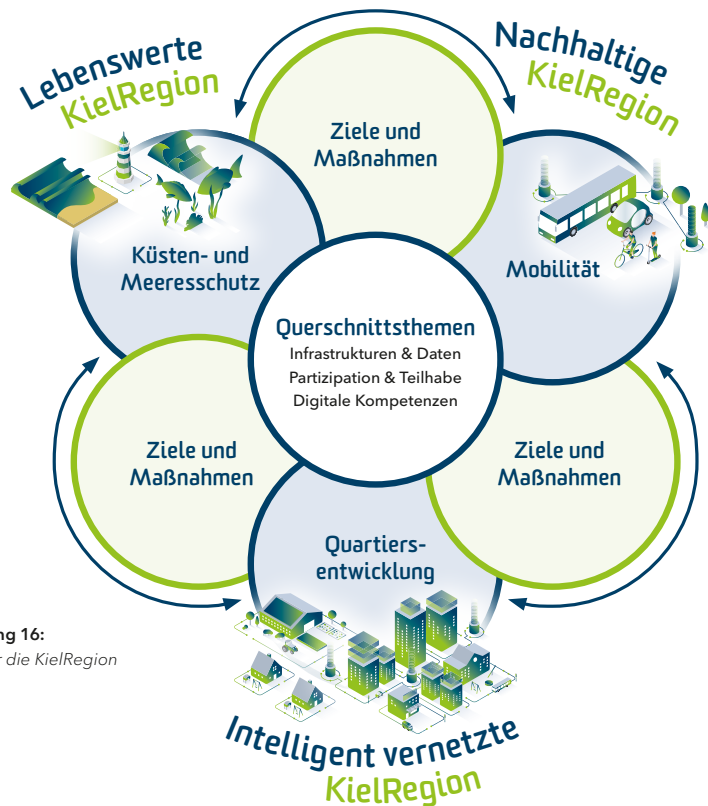 Lebenswerte
KielRegion
Nachhaltige
KielRegion
Ziele und
Maßnahmen
Küsten- und
Meeresschutz
Mobilität
Querschnittsthemen
Infrastrukturen & Daten
Partizipation & Teilhabe
Digitale Kompetenzen
Ziele und
Maßnahmen
Ziele und
Maßnahmen
Quartiers-
entwicklung
ng 16:
die KielRegion
Intelligent vernetzte
KielRegion